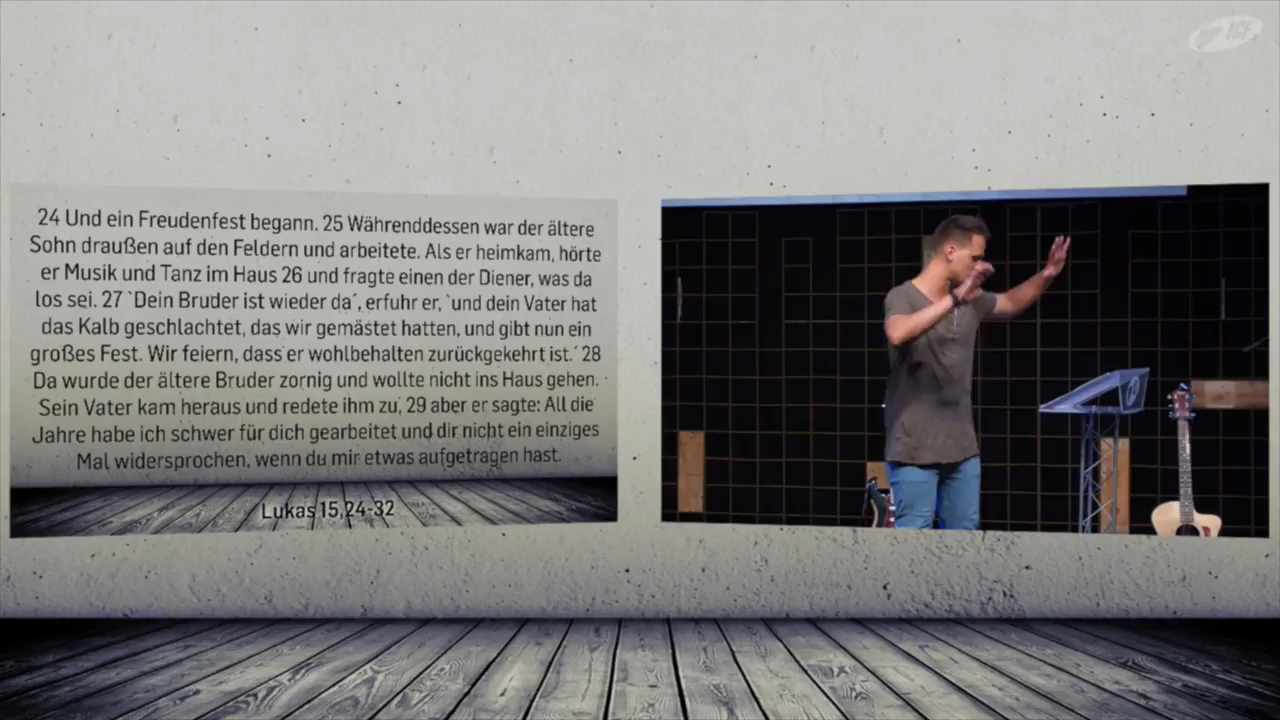 ICF
24 Und ein Freudenfest begann. 25 Währenddessen war der ältere
Sohn draußen auf den Feldern und arbeitete. Als er heimkam, hörte
er Musik und Tanz im Haus 26 und fragte einen der Diener, was da
los sei. 27 `Dein Bruder ist wieder da´, erfuhr er, `und dein Vater hat
das Kalb geschlachtet, das wir gemästet hatten, und gibt nun ein
großes Fest. Wir feiern, dass er wohlbehalten zurückgekehrt ist.´ 28
Da wurde der ältere Bruder zornig und wollte nicht ins Haus gehen.
Sein Vater kam heraus und redete ihm zu, 29 aber er sagte: All die
Jahre habe ich schwer für dich gearbeitet und dir nicht ein einziges
Mal widersprochen, wenn du mir etwas aufgetragen hast.
Lukas 15,24-32